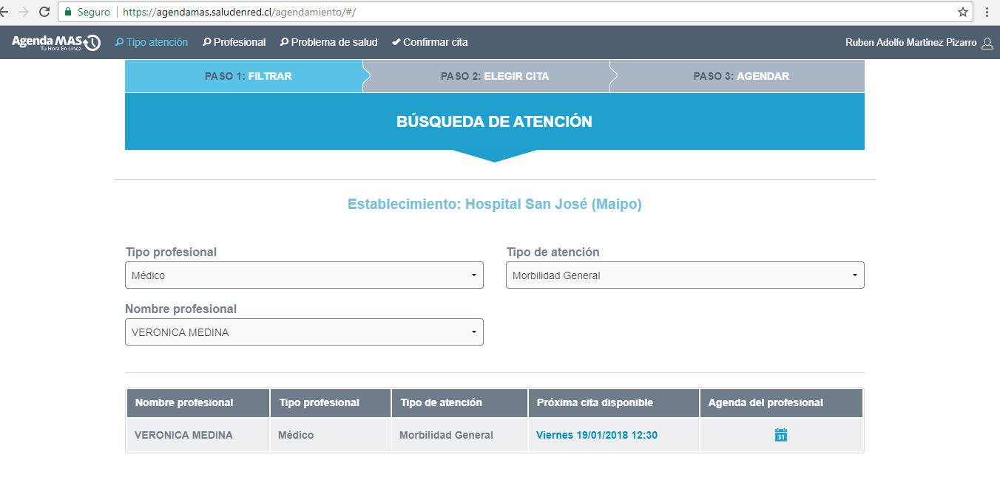 Seguro https://agendamas.saludenred.cl/agendamiento/#/
Agenda MAS Tipo atención Profesional Problema de salud Confirmar cita Ruben Adolfo Martinez Pizarro
Tu Hora En Línea
PASO 1: FILTRAR PASO 2: ELEGIR CITA PASO 3: AGENDAR
BÚSQUEDA DE ATENCIÓN
Establecimiento: Hospital San José (Maipo)
Tipo profesional Tipo de atención
Médico Morbilidad General
Nombre profesional
VERONICA MEDINA
Nombre profesional Tipo profesional Tipo de atención Próxima cita disponible Agenda del profesional
VERONICA MEDINA Médico Morbilidad General Viernes 19/01/2018 12:30 31